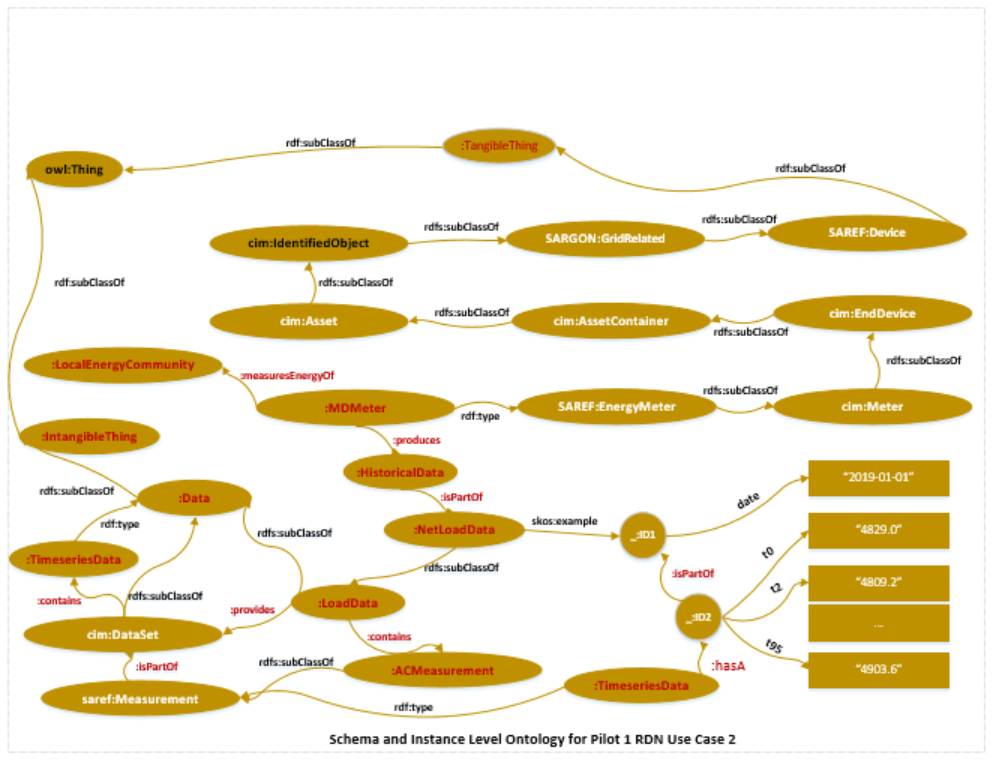 rdf:subClassOf
:TangibleThing
owl:Thing
rdf:subClassOf
cim:IdentifiedObject
rdfs:subClassOf
SARGON:GridRelated
rdfs:subClassOf
SAREF:Device
rdf:subClassOf
rdfs:subClassOf
cim:Asset
rdfs:subClassOf
cim:AssetContainer
rdfs:subClassOf
cim:EndDevice
:LocalEnergyCommunity
:measuresEnergyOf
rdfs:subClassOf
:MDMeter
rdf:type
SAREF:EnergyMeter
rdfs:subClassOf
cim:Meter
:IntangibleThing
:produces
:HistoricalData
rdfs:subClassOf
:Data
:isPartOf
date
"2019-01-01"
rdf:type
rdfs:subClassOf
:NetLoadData
skos:example
_:ID1
t0
"4829.0"
:TimeseriesData
rdfs:subClassOf
:isPartOf
t2
"4809.2"
:contains
rdfs:subClassOf
:provides
:LoadData
_:ID2
...
cim:DataSet
:contains
t95
:isPartOf
rdfs:subClassOf
:ACMeasurement
:hasA
"4903.6"
saref:Measurement
:TimeseriesData
rdf:type
Schema and Instance Level Ontology for Pilot 1 RDN Use Case 2